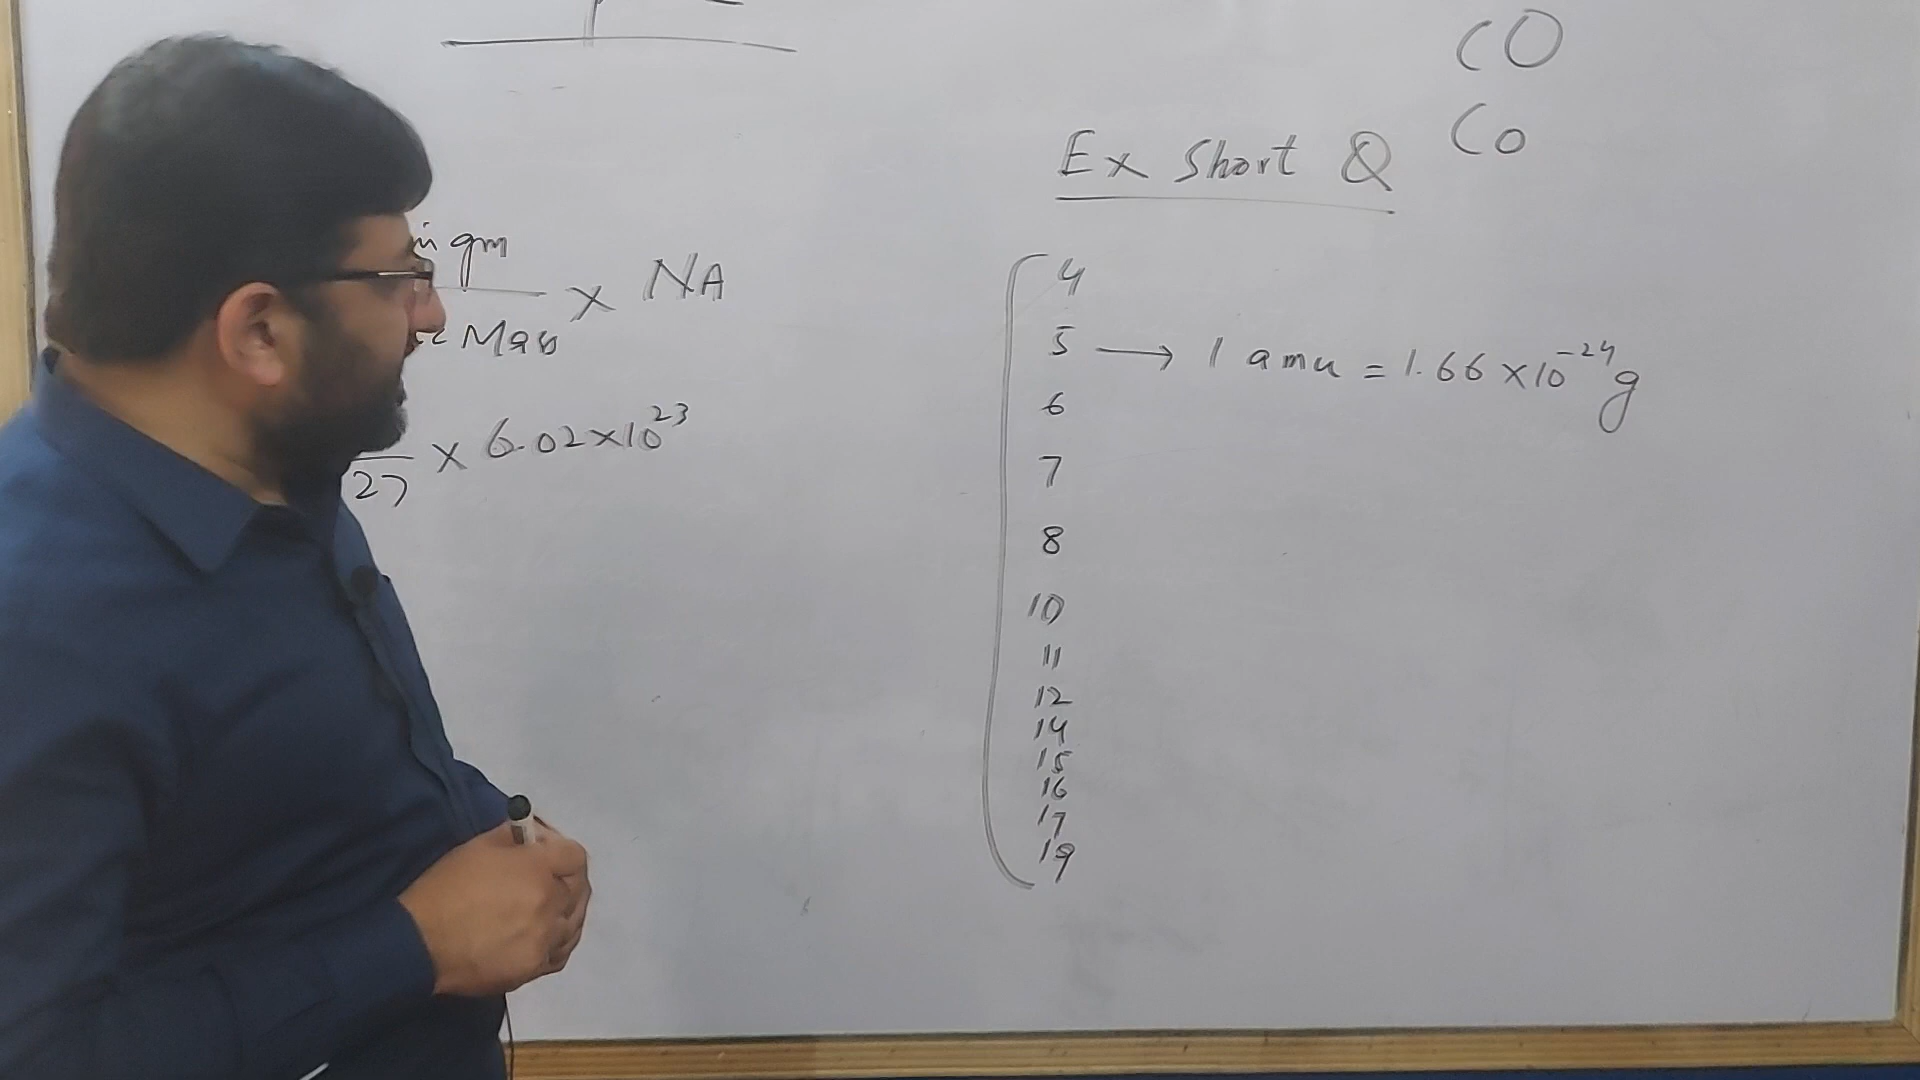 CO
Co
Ex Short Q
in gm
× NA
Mass
27 × 6.02×10²³
4
5 → 1 amu = 1.66 ×10⁻²⁴g
6
7
8
10
11
12
14
15
16
17
19